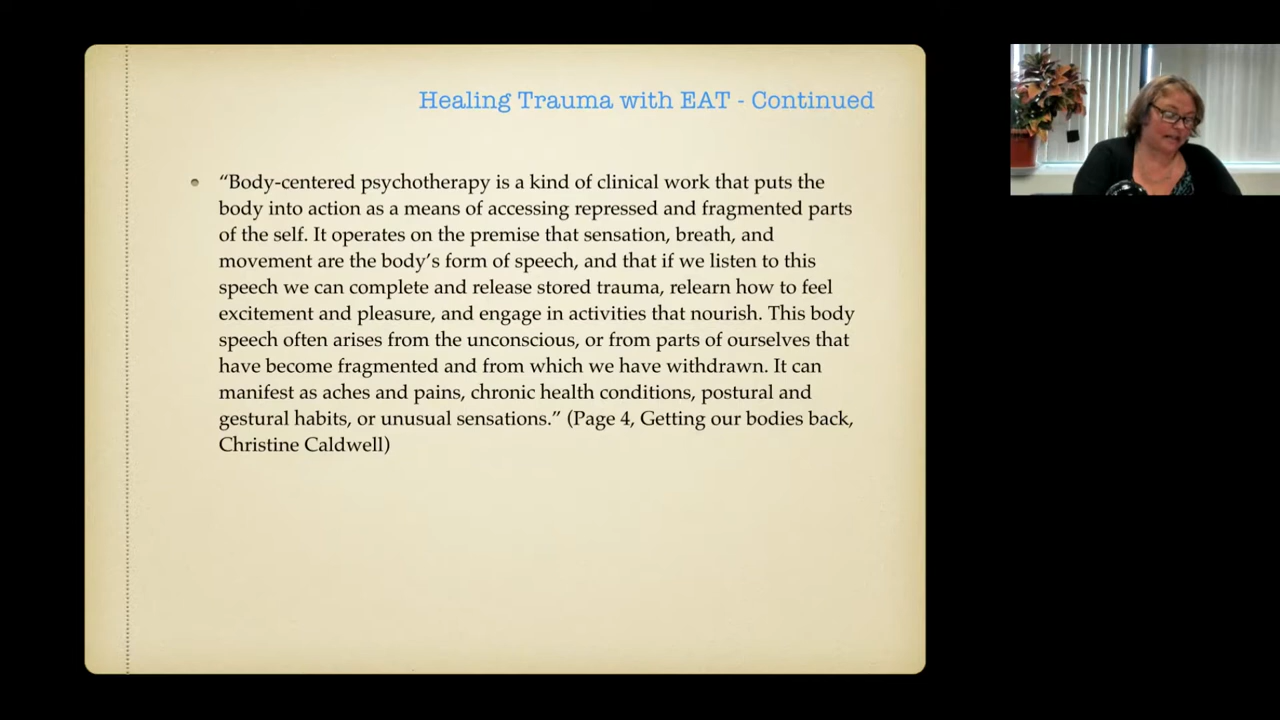 Healing Trauma with EAT - Continued
“Body-centered psychotherapy is a kind of clinical work that puts the
body into action as a means of accessing repressed and fragmented parts
of the self. It operates on the premise that sensation, breath, and
movement are the body’s form of speech, and that if we listen to this
speech we can complete and release stored trauma, relearn how to feel
excitement and pleasure, and engage in activities that nourish. This body
speech often arises from the unconscious, or from parts of ourselves that
have become fragmented and from which we have withdrawn. It can
manifest as aches and pains, chronic health conditions, postural and
gestural habits, or unusual sensations.” (Page 4, Getting our bodies back,
Christine Caldwell)